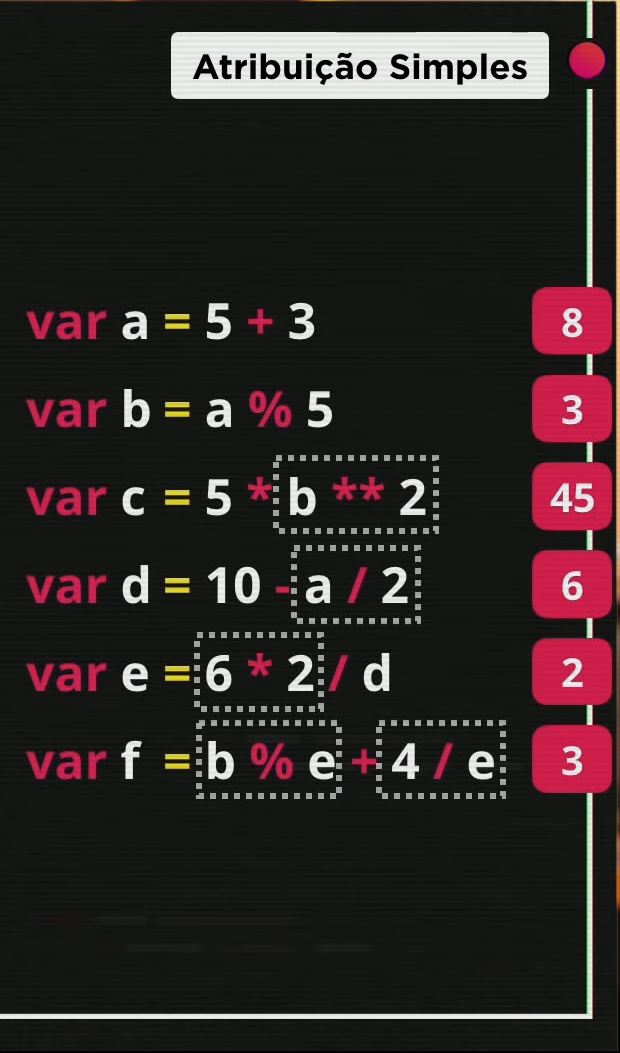 Atribuição Simples
var a = 5 + 3 8
var b = a % 5 3
var c = 5 * b ** 2 45
var d = 10 - a / 2 6
var e = 6 * 2 / d 2
var f = b % e + 4 / e 3